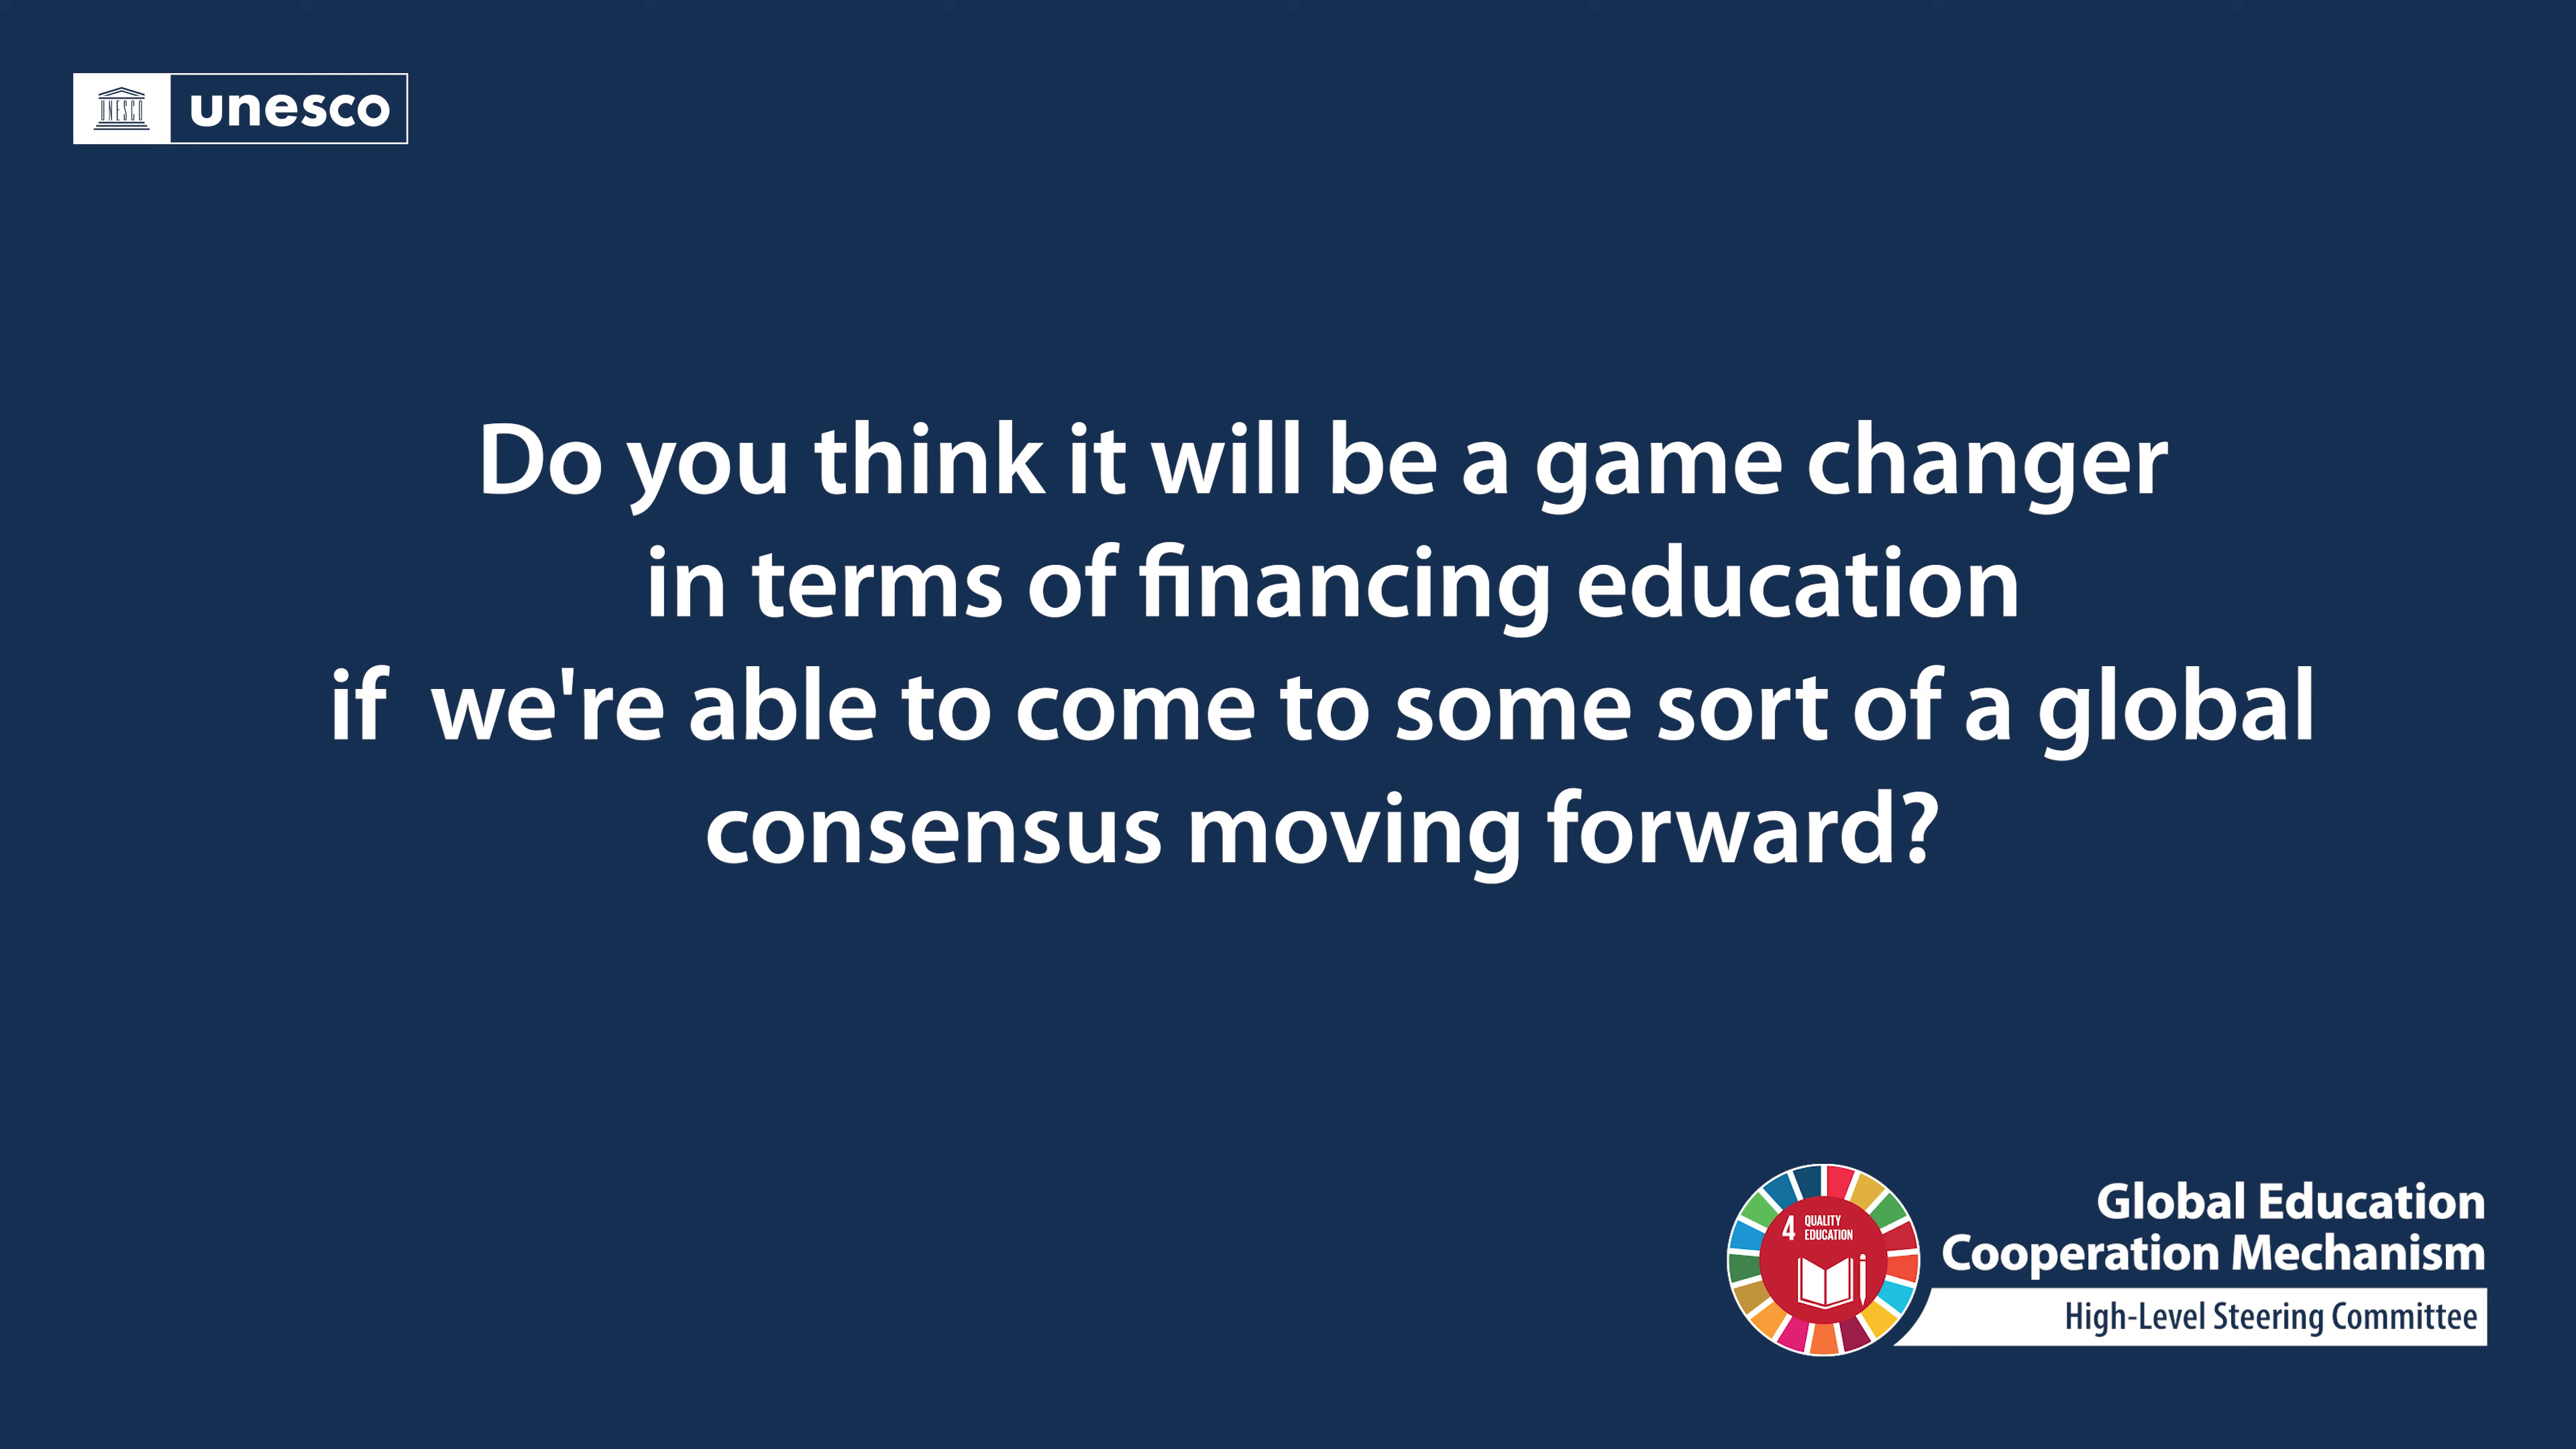 UNESCO
unesco
Do you think it will be a game changer
in terms of financing education
if  we're able to come to some sort of a global
consensus moving forward?
4 QUALITY
EDUCATION
Global Education
Cooperation Mechanism
High-Level Steering Committee